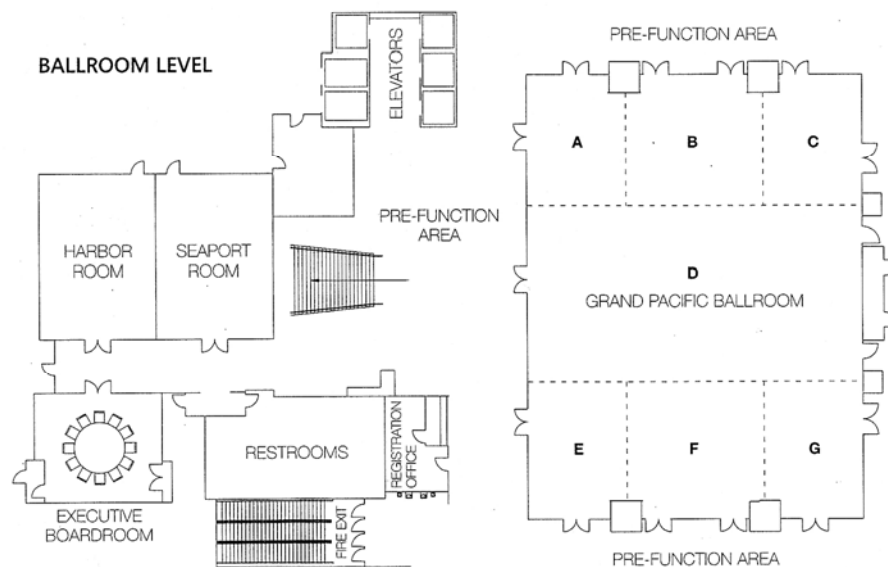 BALLROOM LEVEL
ELEVATORS
PRE-FUNCTION AREA
A
B
C
PRE-FUNCTION
AREA
HARBOR
ROOM
SEAPORT
ROOM
D
GRAND PACIFIC BALLROOM
RESTROOMS
REGISTRATION
OFFICE
E
F
G
EXECUTIVE
BOARDROOM
FIRE EXIT
PRE-FUNCTION AREA